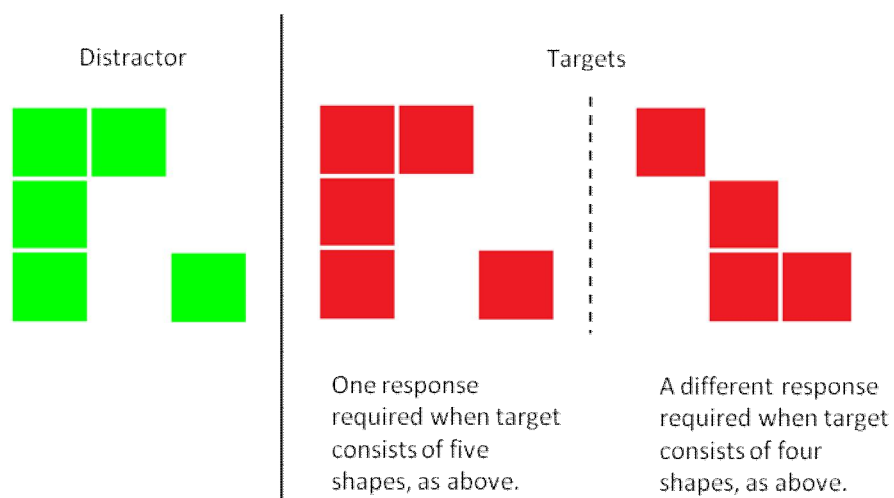 Distractor
Targets
One response
required when target
consists of five
shapes, as above.
A different response
required when target
consists of four
shapes, as above.